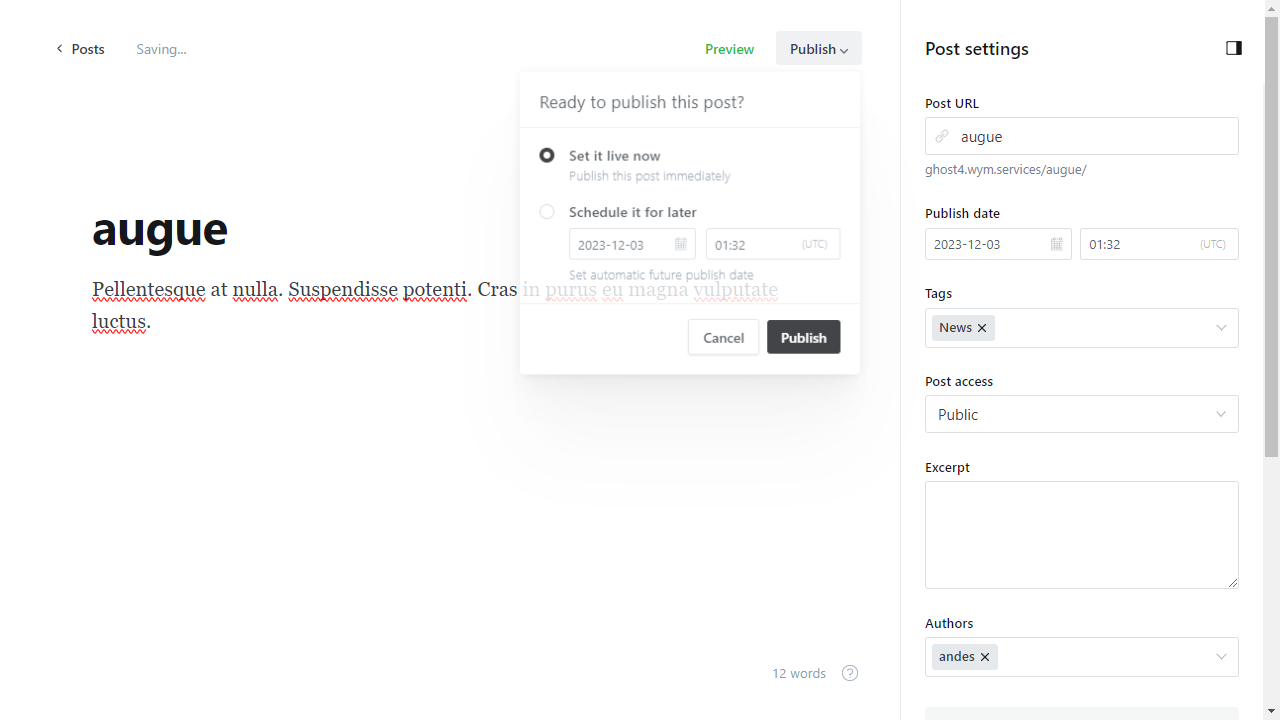 Posts
Saving...
Preview
Publish
Ready to publish this post?
Set it live now
Publish this post immediately
Schedule it for later
2023-12-03
01:32
(UTC)
Set automatic future publish date
augue
Pellentesque at nulla. Suspendisse potenti. Cras in purus eu magna vulputate
luctus.
Cancel
Publish
12 words
?
Post settings
Post URL
augue
ghost4.wym.services/augue/
Publish date
2023-12-03
01:32
(UTC)
Tags
News
Post access
Public
Excerpt
Authors
andes